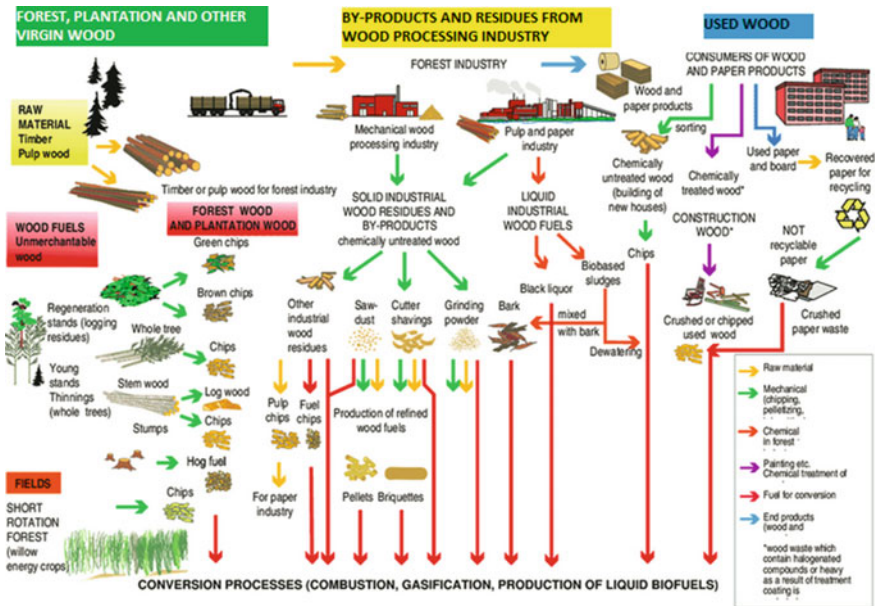 FOREST, PLANTATION AND OTHER
VIRGIN WOOD
BY-PRODUCTS AND RESIDUES FROM
WOOD PROCESSING INDUSTRY
USED WOOD
FOREST INDUSTRY
CONSUMERS OF WOOD
AND PAPER PRODUCTS
Wood and
paper products
RAW
MATERIAL
Timber
Pulp wood
Mechanical wood
processing industry
Pulp and paper
industry
sorting
Used paper
and board
Recovered
paper for
recycling
Chemically
untreated wood
(building of
new houses)
Chemically
treated wood*
Timber or pulp wood for forest industry
SOLID INDUSTRIAL
WOOD RESIDUES AND
BY-PRODUCTS
chemically untreated wood
LIQUID
INDUSTRIAL
WOOD FUELS
CONSTRUCTION
WOOD*
NOT
recyclable
paper
WOOD FUELS
Unmerchantable
wood
FOREST WOOD
AND PLANTATION WOOD
Green chips
Brown chips
Regeneration
stands (logging
residues)
Whole tree
Chips
Young
stands
Thinnings
(whole trees)
Stem wood
Log wood
Chips
Stumps
Hog fuel
Other
industrial
wood
residues
Saw-
dust
Cutter
shavings
Grinding
powder
Bark
Black liquor
Biobased
sludges
Chips
mixed
with bark
Dewatering
Crushed or chipped
used wood
Crushed
paper waste
Pulp
chips
Fuel
chips
Production of refined
wood fuels
For paper
industry
Pellets
Briquettes
FIELDS
SHORT
ROTATION
FOREST
(willow
energy crops)
Chips
Raw material
Mechanical
(chipping,
pelletizing,
Chemical
in forest
Painting etc.
Chemical treatment of
Fuel for conversion
End products
(wood and
*wood waste which
contain halogenated
compounds or heavy
as a result of treatment
coating is
CONVERSION PROCESSES (COMBUSTION, GASIFICATION, PRODUCTION OF LIQUID BIOFUELS)